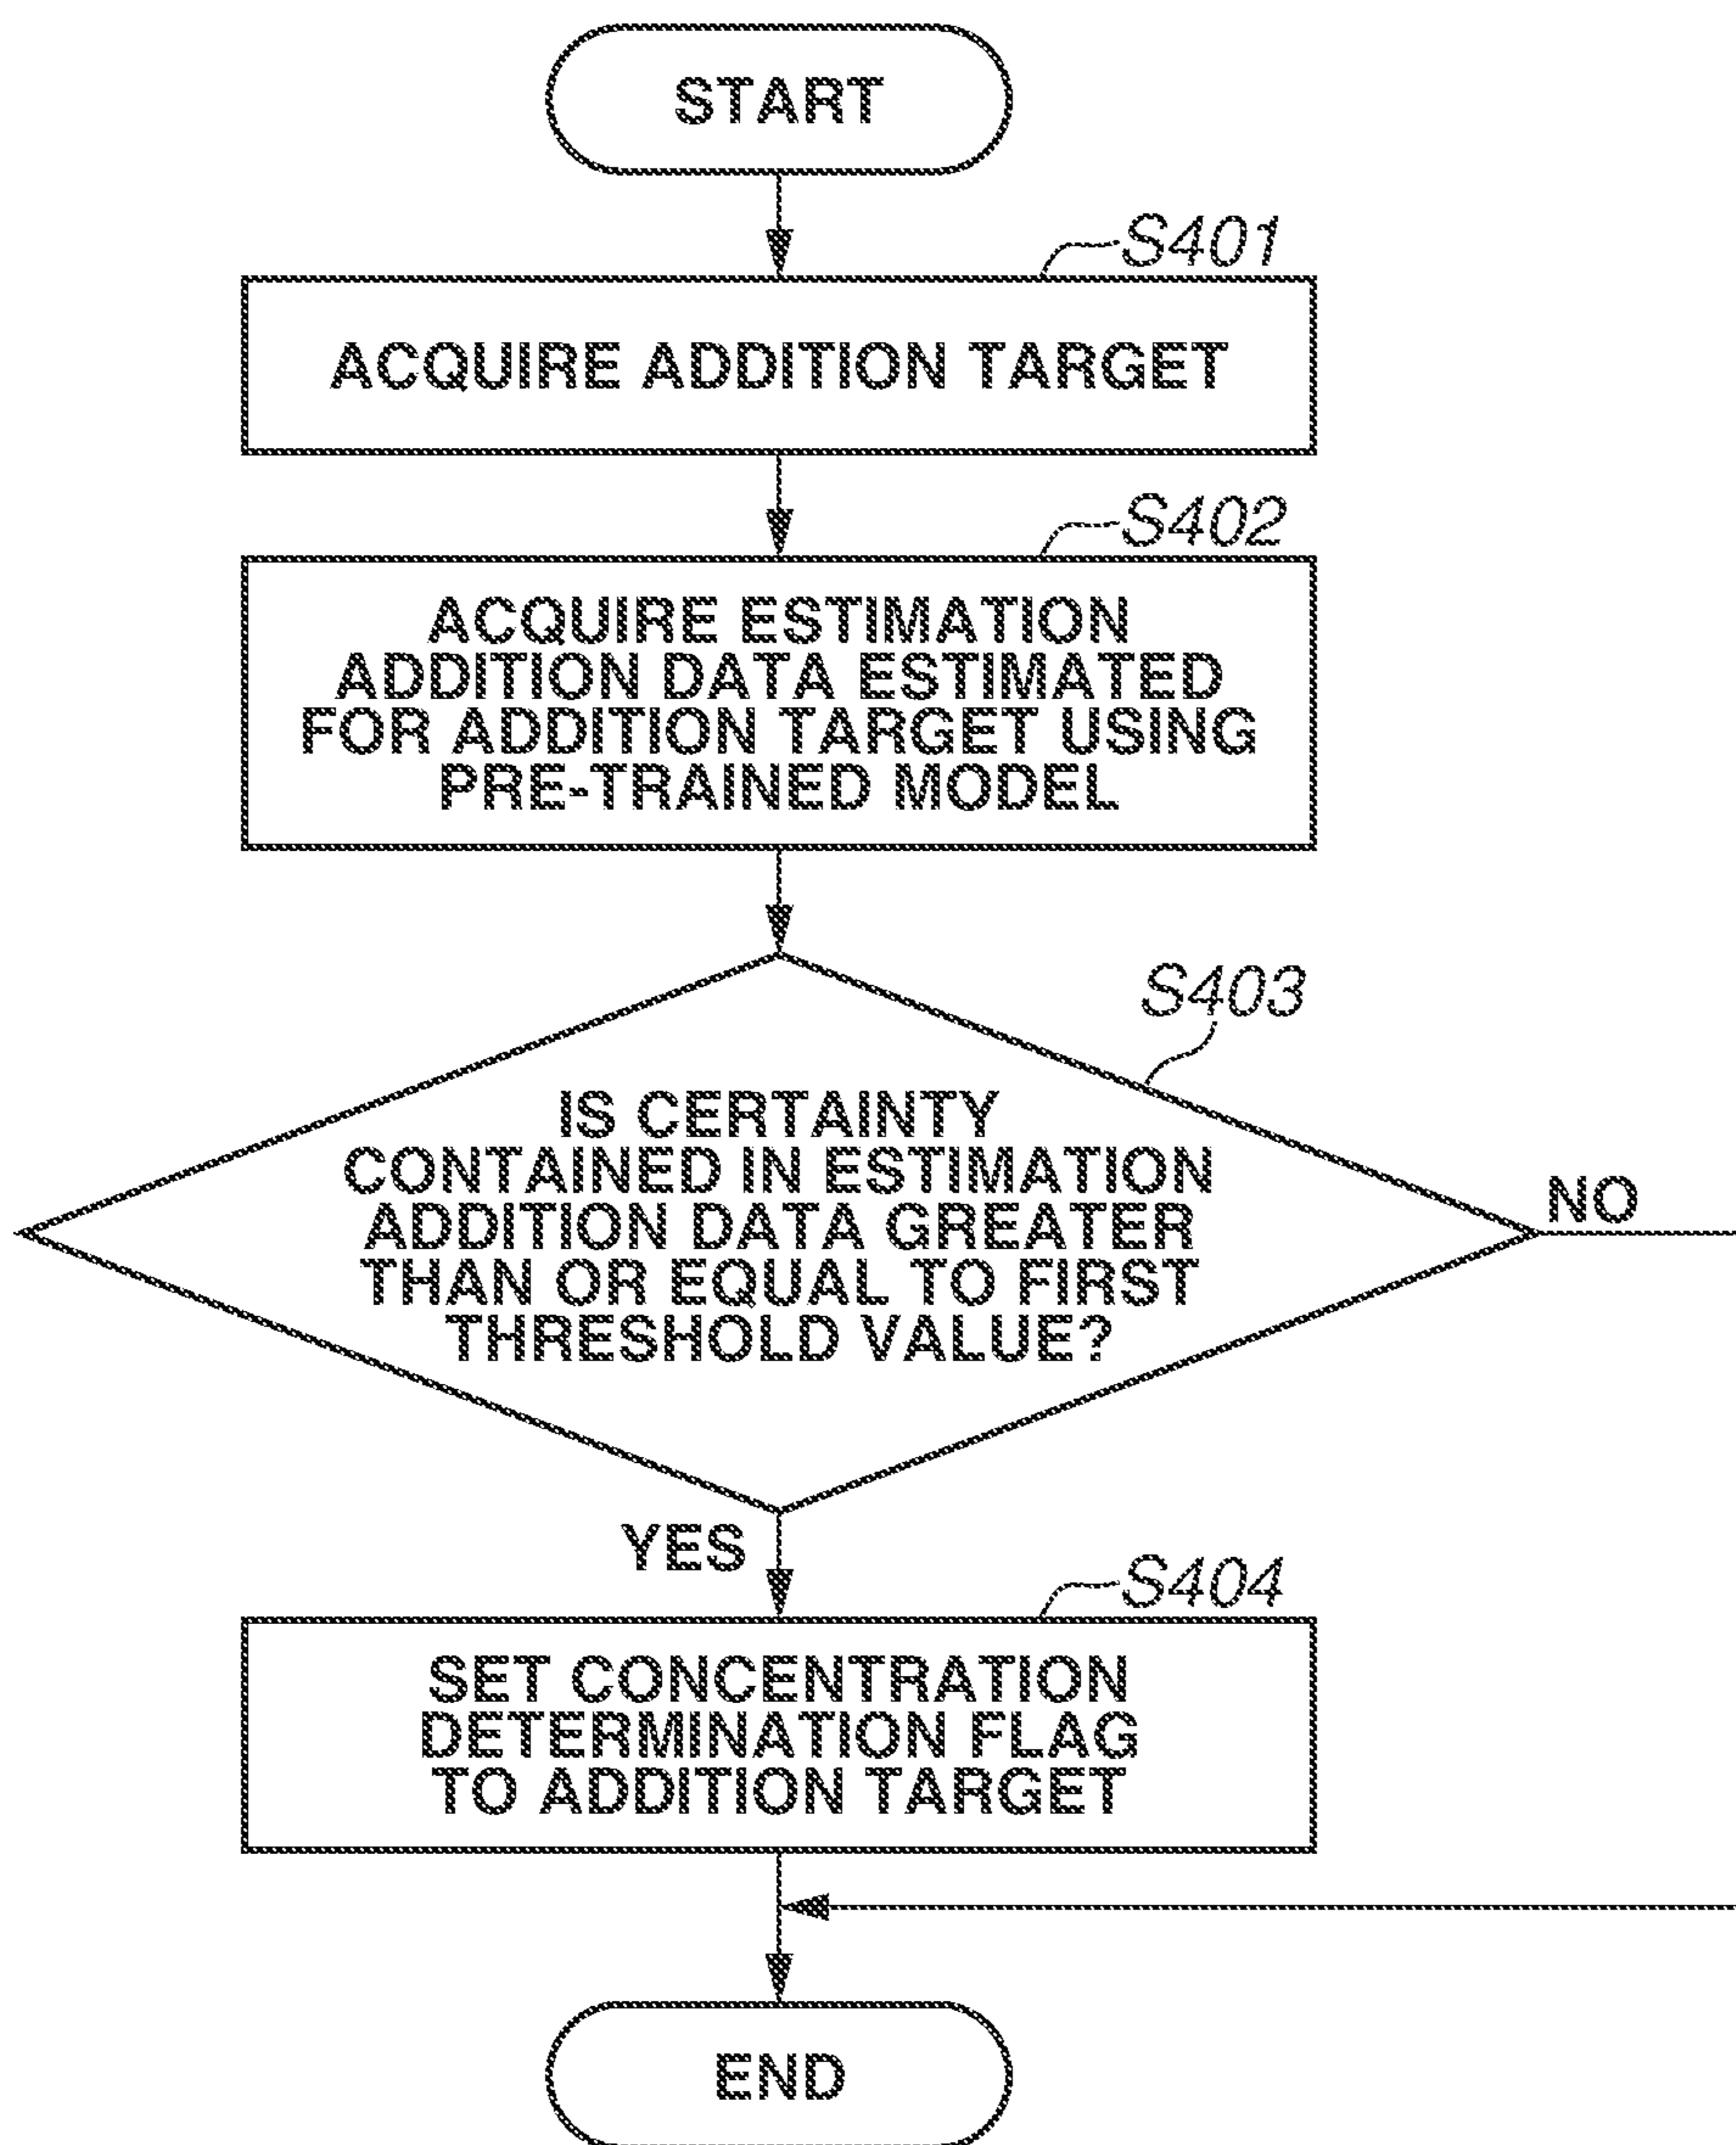 START
S401
ACQUIRE ADDITION TARGET
S402
ACQUIRE ESTIMATION
ADDITION DATA ESTIMATED
FOR ADDITION TARGET USING
PRE-TRAINED MODEL
S403
IS CERTAINTY
CONTAINED IN ESTIMATION
ADDITION DATA GREATER
THAN OR EQUAL TO FIRST
THRESHOLD VALUE?
NO
YES
S404
SET CONCENTRATION
DETERMINATION FLAG
TO ADDITION TARGET
END